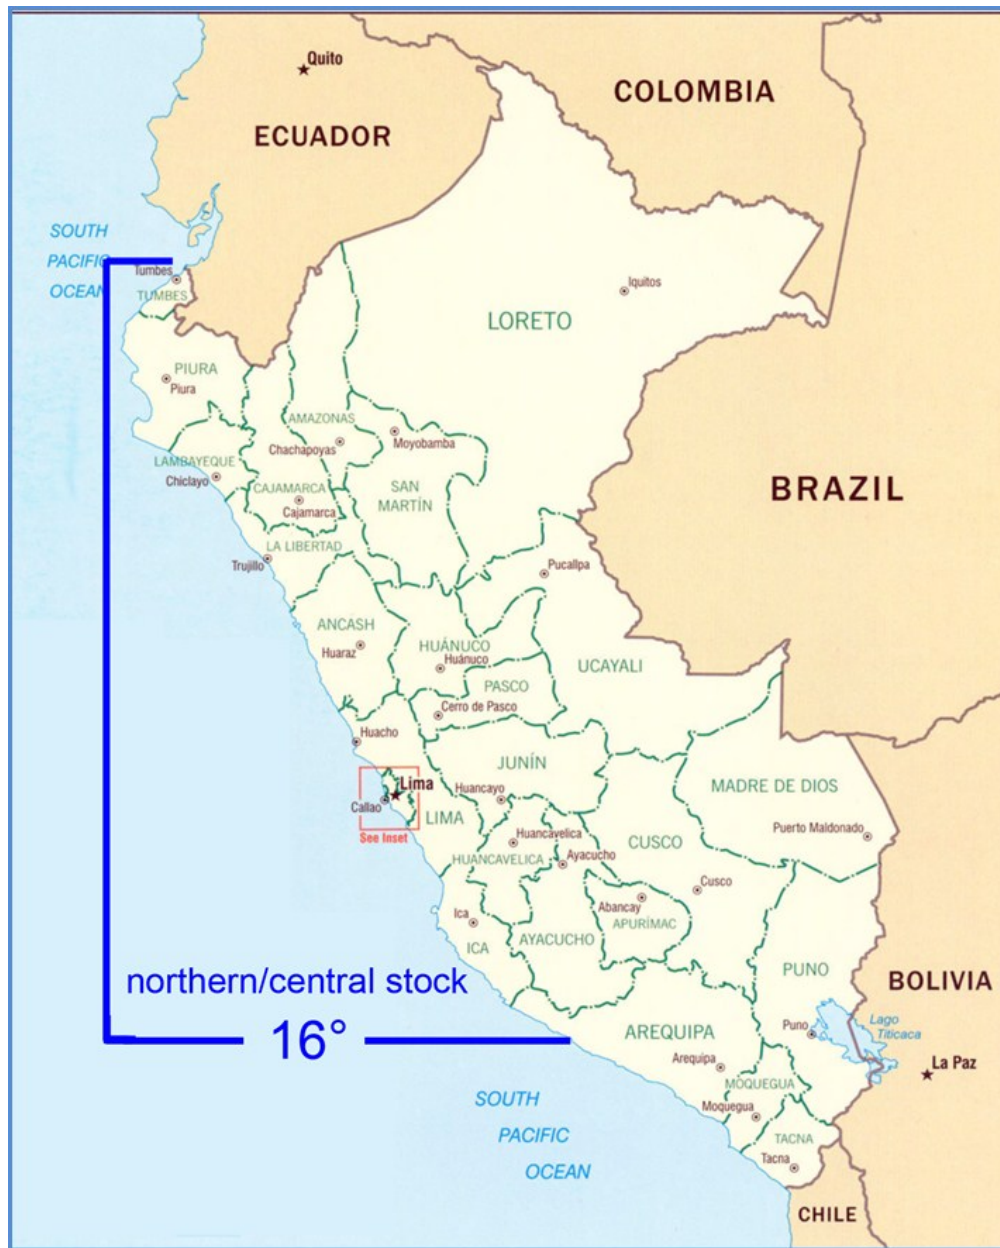 Quito
COLOMBIA
ECUADOR
SOUTH
PACIFIC
OCEAN
Tumbes
TUMBES
Iquitos
LORETO
PIURA
Piura
AMAZONAS
Chachapoyas
Moyobamba
LAMBAYEQUE
Chiclayo
CAJAMARCA
Cajamarca
SAN
MARTÍN
BRAZIL
LA LIBERTAD
Trujillo
Pucallpa
ANCASH
Huaraz
HUÁNUCO
Huánuco
UCAYALI
PASCO
Cerro de Pasco
Huacho
JUNÍN
MADRE DE DIOS
Lima
Callao
Huancayo
LIMA
See Inset
Huancavelica
HUANCAVELICA
Ayacucho
CUSCO
Puerto Maldonado
Cusco
Abancay
APURÍMAC
Ica
ICA
AYACUCHO
PUNO
northern/central stock
BOLIVIA
16°
AREQUIPA
Puno
Lago
Titicaca
Arequipa
La Paz
MOQUEGUA
Moquegua
SOUTH
PACIFIC
OCEAN
TACNA
Tacna
CHILE